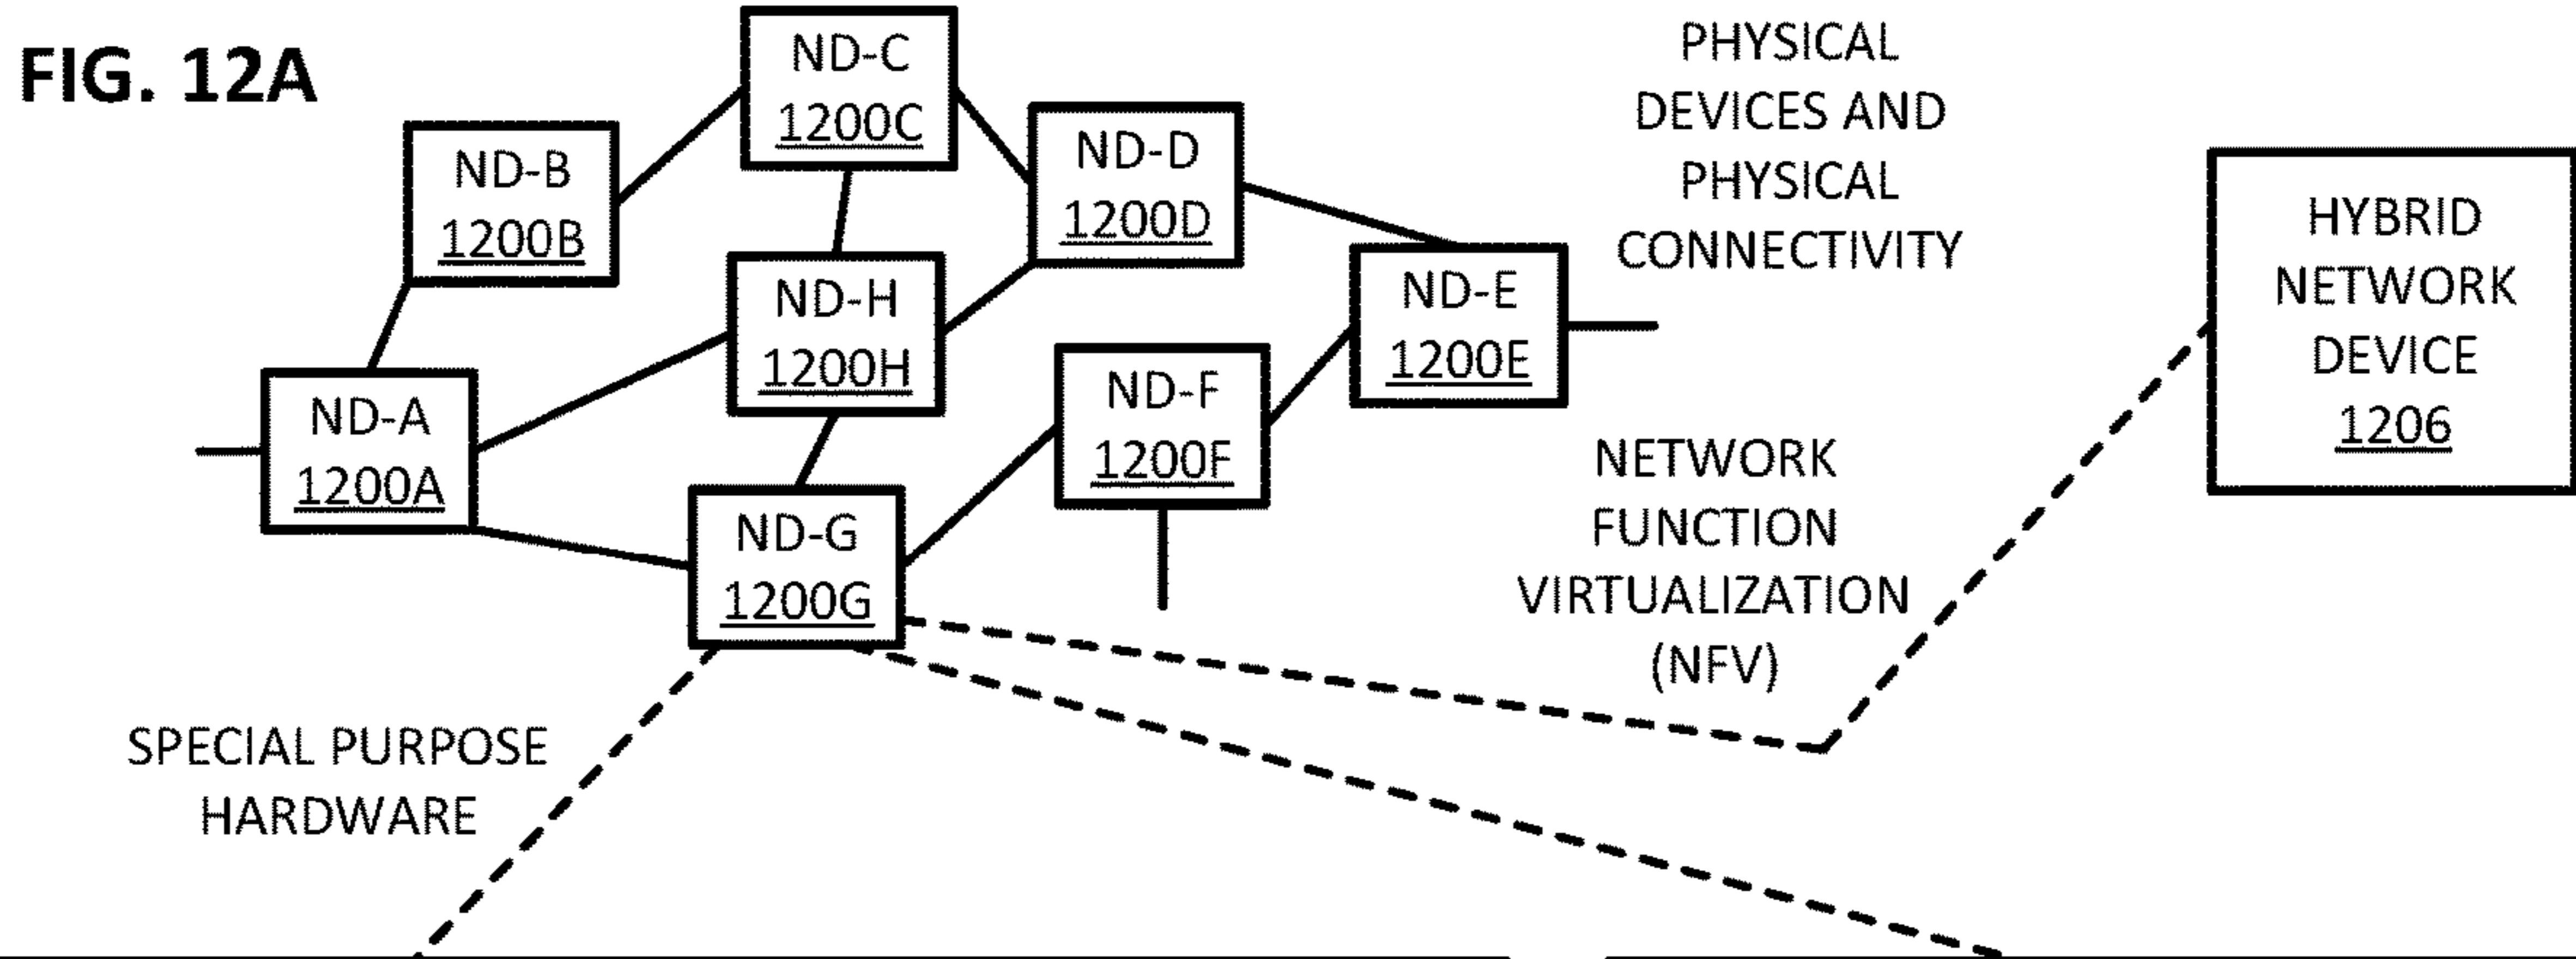 FIG. 12A
ND-C
1200C
ND-B
1200B
ND-D
1200D
ND-H
1200H
ND-E
1200E
ND-A
1200A
ND-F
1200F
ND-G
1200G
PHYSICAL
DEVICES AND
PHYSICAL
CONNECTIVITY
HYBRID
NETWORK
DEVICE
1206
NETWORK
FUNCTION
VIRTUALIZATION
(NFV)
SPECIAL PURPOSE
HARDWARE